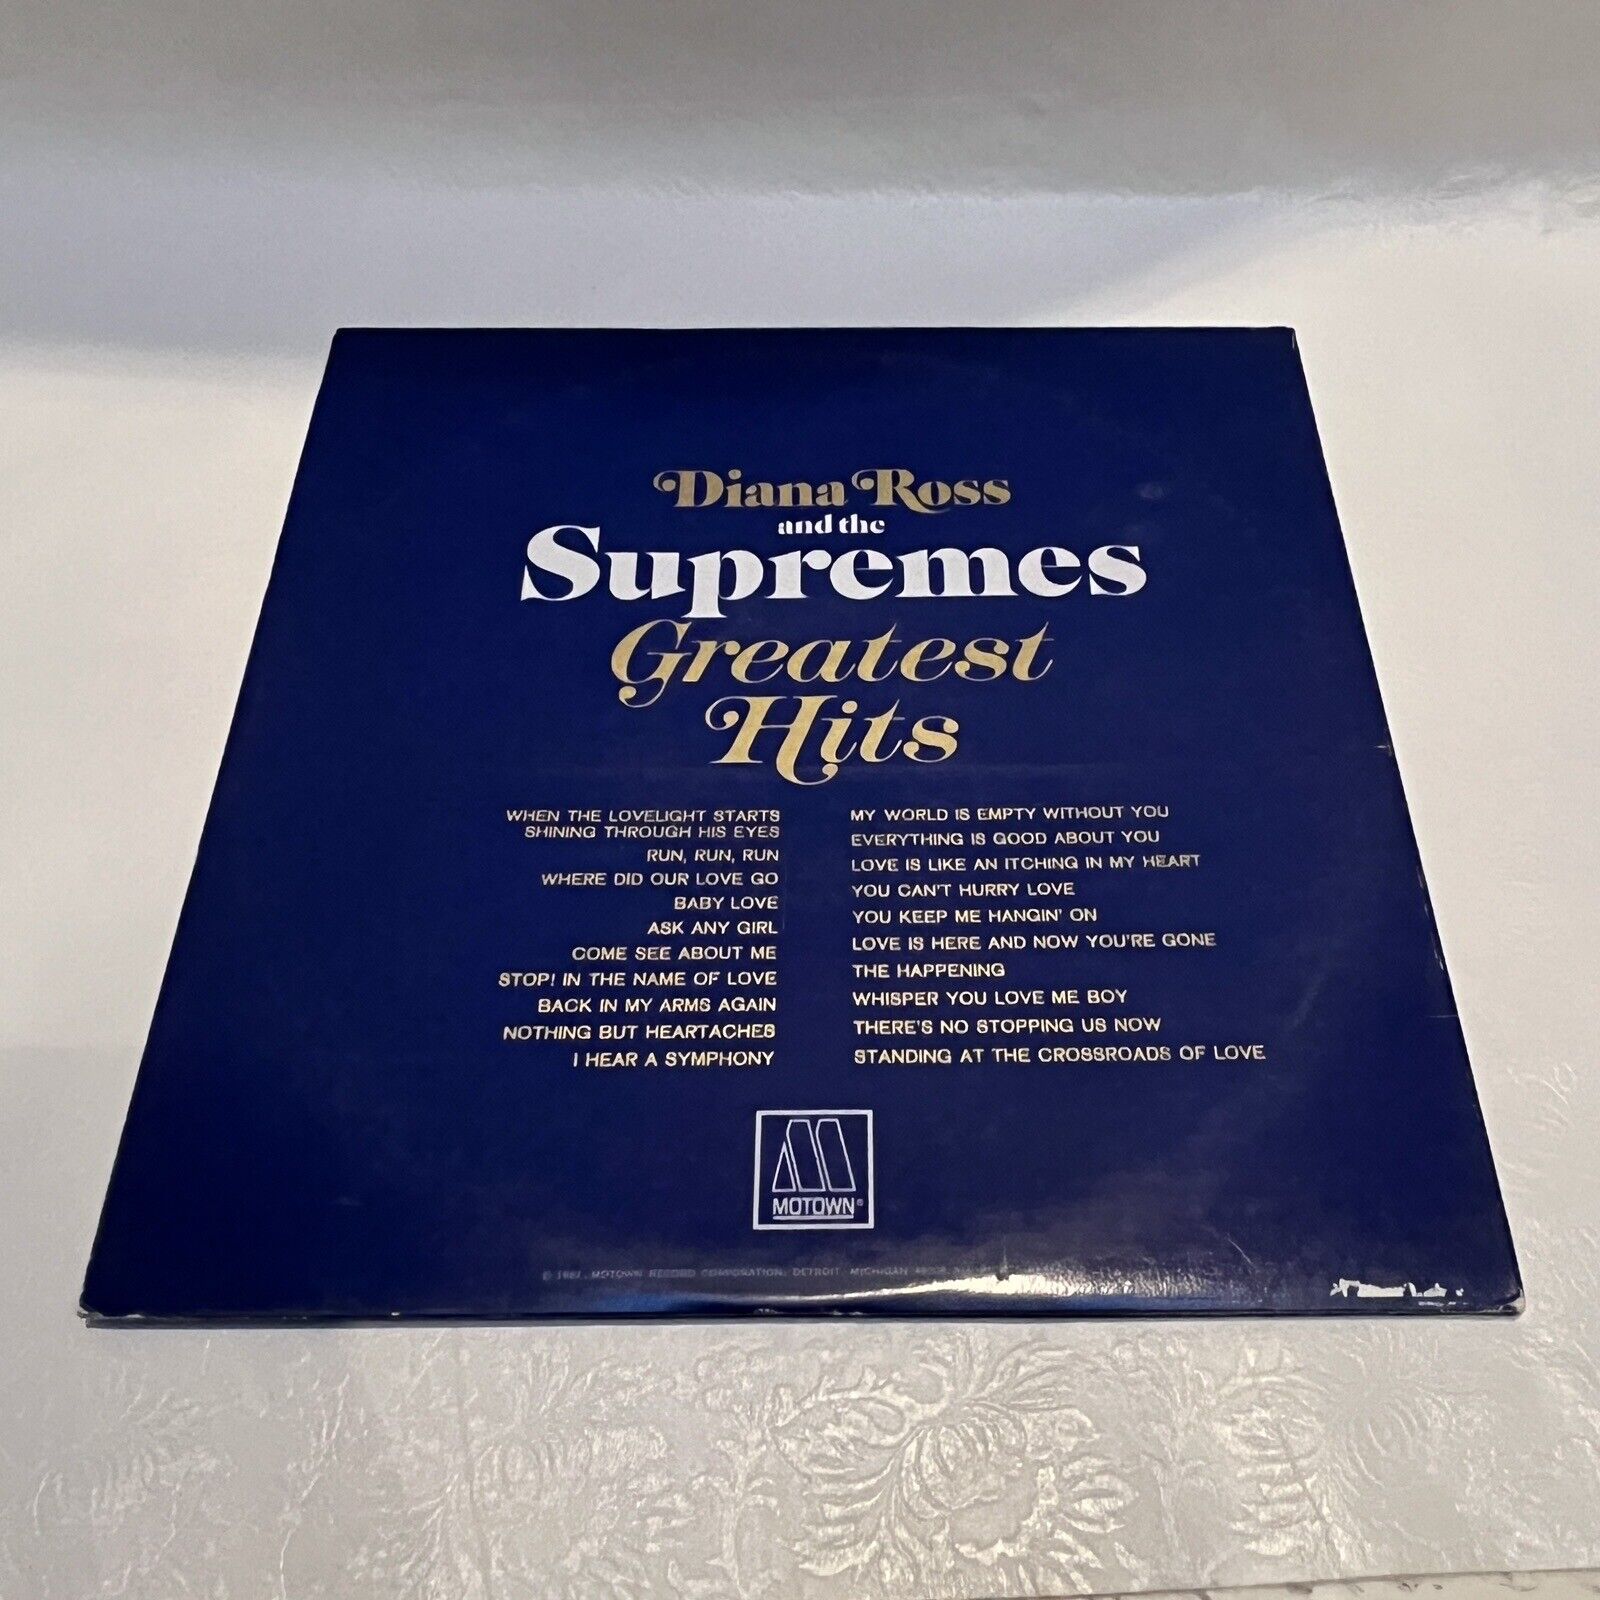 Diana Ross
and the
Supremes
Greatest
Hits
WHEN THE LOVELIGHT STARTS
SHINING THROUGH HIS EYES
RUN, RUN, RUN
WHERE DID OUR LOVE GO
BABY LOVE
ASK ANY GIRL
COME SEE ABOUT ME
STOP! IN THE NAME OF LOVE
BACK IN MY ARMS AGAIN
NOTHING BUT HEARTACHES
I HEAR A SYMPHONY
MY WORLD IS EMPTY WITHOUT YOU
EVERYTHING IS GOOD ABOUT YOU
LOVE IS LIKE AN ITCHING IN MY HEART
YOU CAN'T HURRY LOVE
YOU KEEP ME HANGIN' ON
LOVE IS HERE AND NOW YOU'RE GONE
THE HAPPENING
WHISPER YOU LOVE ME BOY
THERE'S NO STOPPING US NOW
STANDING AT THE CROSSROADS OF LOVE
M
MOTOWN®
© MOTOWN RECORD CORPORATION, DETROIT, MICHIGAN